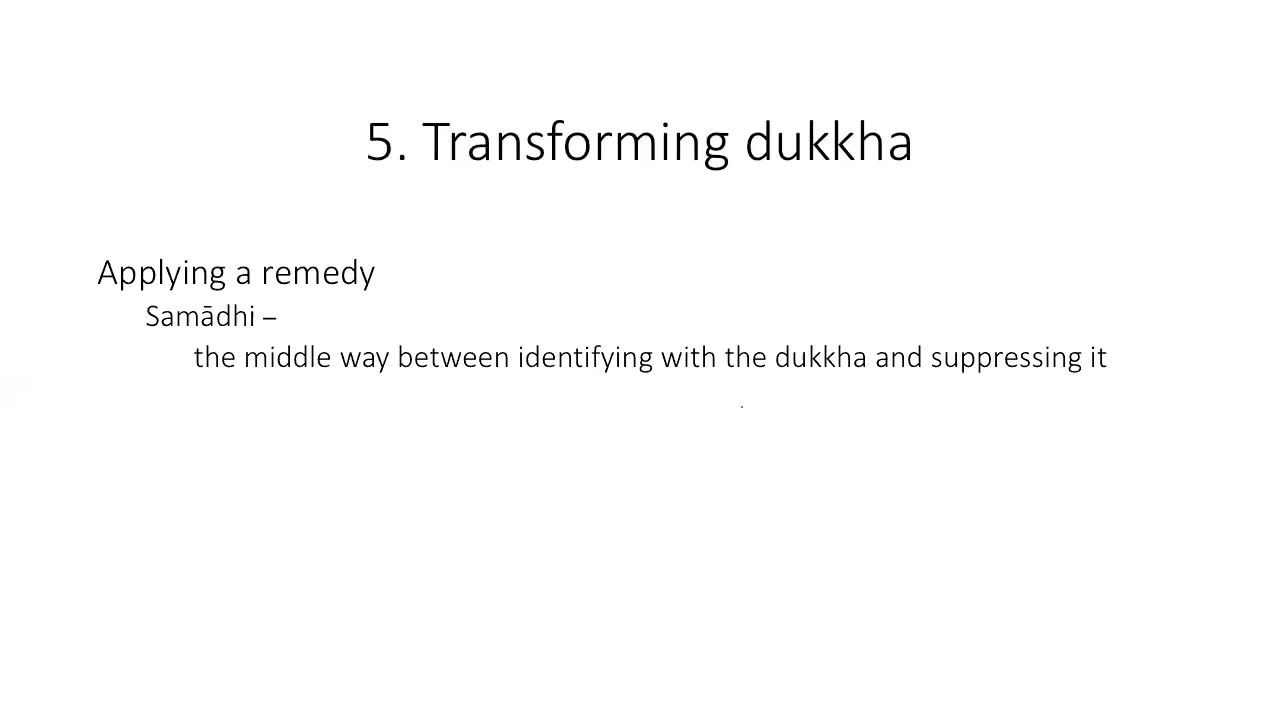 5. Transforming dukkha
Applying a remedy
Samādhi –
the middle way between identifying with the dukkha and suppressing it